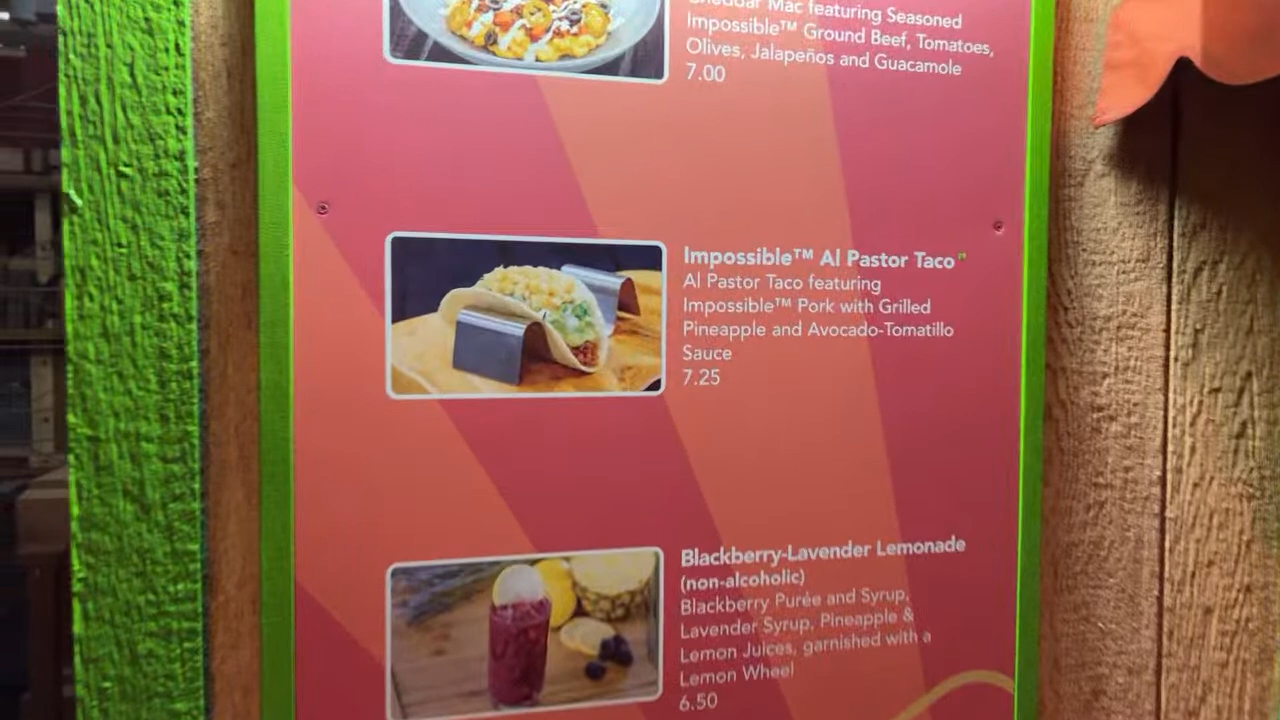 Cheddar Mac featuring Seasoned
Impossible™ Ground Beef, Tomatoes,
Olives, Jalapeños and Guacamole
7.00
Impossible™ Al Pastor Taco
Al Pastor Taco featuring
Impossible™ Pork with Grilled
Pineapple and Avocado-Tomatillo
Sauce
7.25
Blackberry-Lavender Lemonade
(non-alcoholic)
Blackberry Purée and Syrup,
Lavender Syrup, Pineapple &
Lemon Juices, garnished with a
Lemon Wheel
6.50